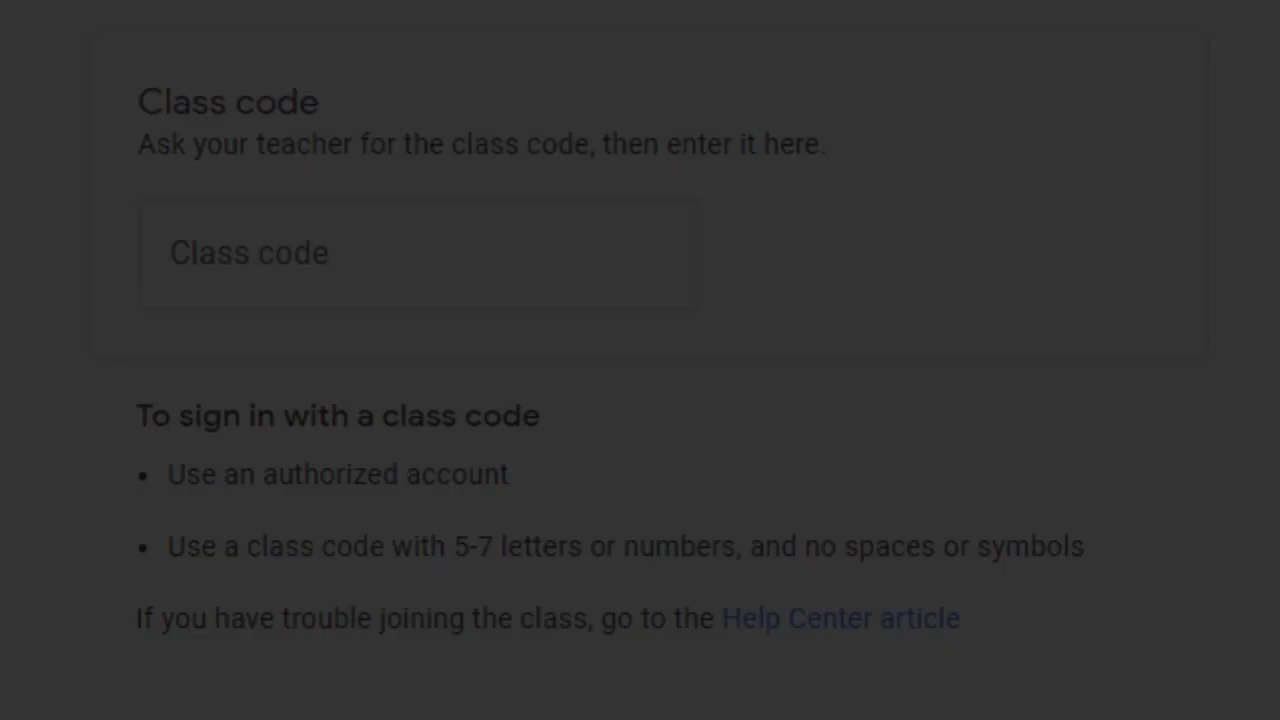 Class code
Ask your teacher for the class code, then enter it here.
Class code
To sign in with a class code
• Use an authorized account
• Use a class code with 5-7 letters or numbers, and no spaces or symbols
If you have trouble joining the class, go to the Help Center article